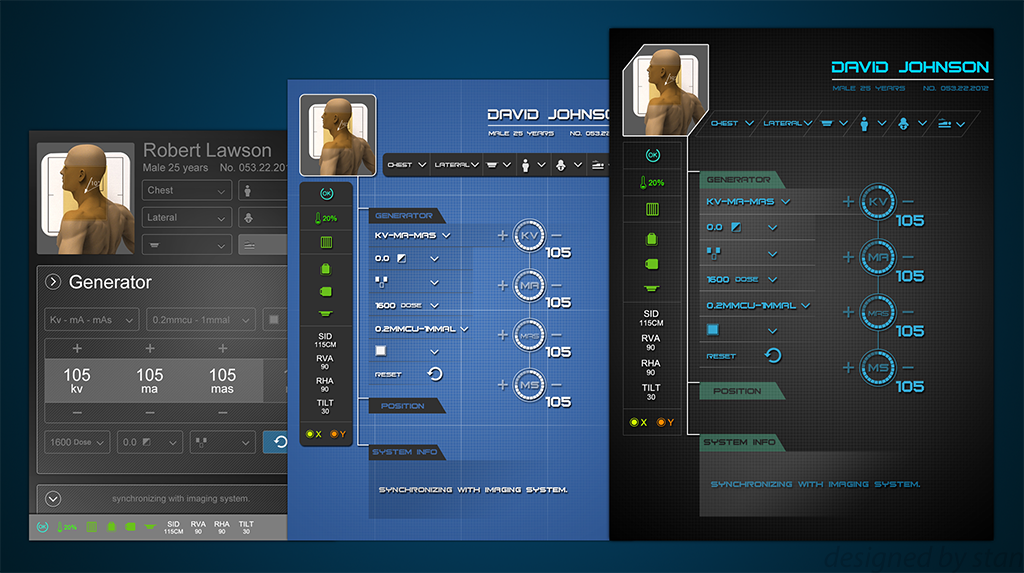 Robert Lawson
Male 25 years No. 053.22.201
Chest
Lateral
Generator
Kv - mA - mAs 0.2mmcu - 1mmal
+ + +
105 105 105
kv ma mas
− − −
1600 Dose 0.0
synchronizing with imaging system.
OK 20% SID RVA RHA TILT
115CM 90 90 30
DAVID JOHNSO
MALE 25 YEARS NO. 053.22
CHEST LATERAL
OK
20%
SID
115CM
RVA
90
RHA
90
TILT
30
X Y
GENERATOR
KV-MA-MAS
0.0
1600 DOSE
0.2MMCU-1MMAL
RESET
+ KV −
105
+ MA −
105
+ MAS −
105
+ MS −
105
POSITION
SYSTEM INFO
SYNCHRONIZING WITH IMAGING SYSTEM.
DAVID JOHNSON
MALE 25 YEARS NO. 053.22.2012
CHEST LATERAL
OK
20%
SID
115CM
RVA
90
RHA
90
TILT
30
X Y
GENERATOR
KV-MA-MAS
0.0
1600 DOSE
0.2MMCU-1MMAL
RESET
+ KV −
105
+ MA −
105
+ MAS −
105
+ MS −
105
POSITION
SYSTEM INFO
SYNCHRONIZING WITH IMAGING SYSTEM.
designed by stan